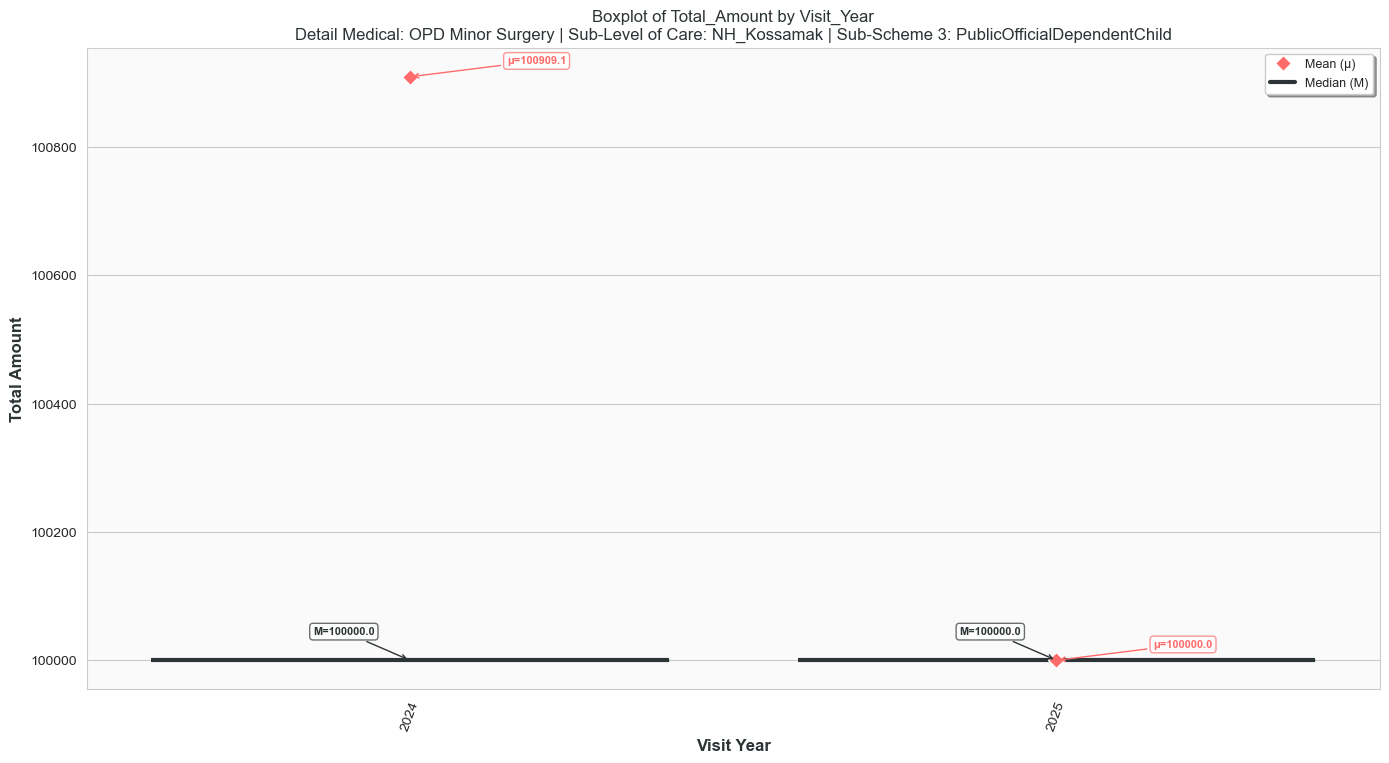 Boxplot of Total_Amount by Visit_Year
Detail Medical: OPD Minor Surgery | Sub-Level of Care: NH_Kossamak | Sub-Scheme 3: PublicOfficialDependentChild
μ=100909.1
Mean (μ)
Median (M)
100800
100600
100400
100200
100000
Total Amount
M=100000.0
M=100000.0
μ=100000.0
2024
2025
Visit Year